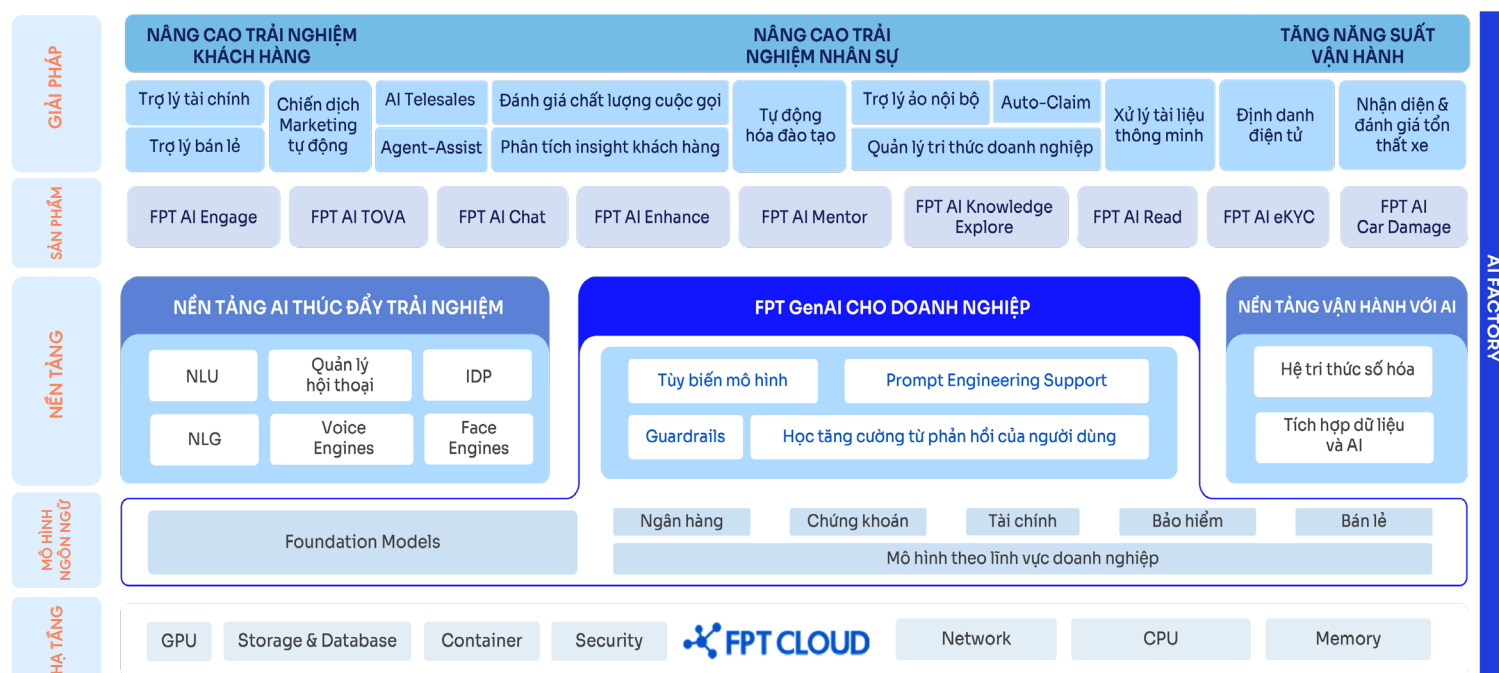 GIẢI PHÁP
NÂNG CAO TRẢI NGHIỆM
KHÁCH HÀNG
NÂNG CAO TRẢI
NGHIỆM NHÂN SỰ
TĂNG NĂNG SUẤT
VẬN HÀNH
Trợ lý tài chính
Trợ lý bán lẻ
Chiến dịch
Marketing
tự động
AI Telesales
Agent-Assist
Đánh giá chất lượng cuộc gọi
Phân tích insight khách hàng
Tự động
hóa đào tạo
Trợ lý ảo nội bộ
Auto-Claim
Quản lý tri thức doanh nghiệp
Xử lý tài liệu
thông minh
Định danh
điện tử
Nhận diện &
đánh giá tổn
thất xe
SẢN PHẨM
FPT AI Engage
FPT AI TOVA
FPT AI Chat
FPT AI Enhance
FPT AI Mentor
FPT AI Knowledge
Explore
FPT AI Read
FPT AI eKYC
FPT AI
Car Damage
NỀN TẢNG
NỀN TẢNG AI THÚC ĐẨY TRẢI NGHIỆM
NLU
Quản lý
hội thoại
IDP
NLG
Voice
Engines
Face
Engines
FPT GenAI CHO DOANH NGHIỆP
Tùy biến mô hình
Prompt Engineering Support
Guardrails
Học tăng cường từ phản hồi của người dùng
NỀN TẢNG VẬN HÀNH VỚI AI
Hệ tri thức số hóa
Tích hợp dữ liệu
và AI
MÔ HÌNH
NGÔN NGỮ
Foundation Models
Ngân hàng
Chứng khoán
Tài chính
Bảo hiểm
Bán lẻ
Mô hình theo lĩnh vực doanh nghiệp
HẠ TẦNG
GPU
Storage & Database
Container
Security
FPT CLOUD
Network
CPU
Memory
AI FACTORY